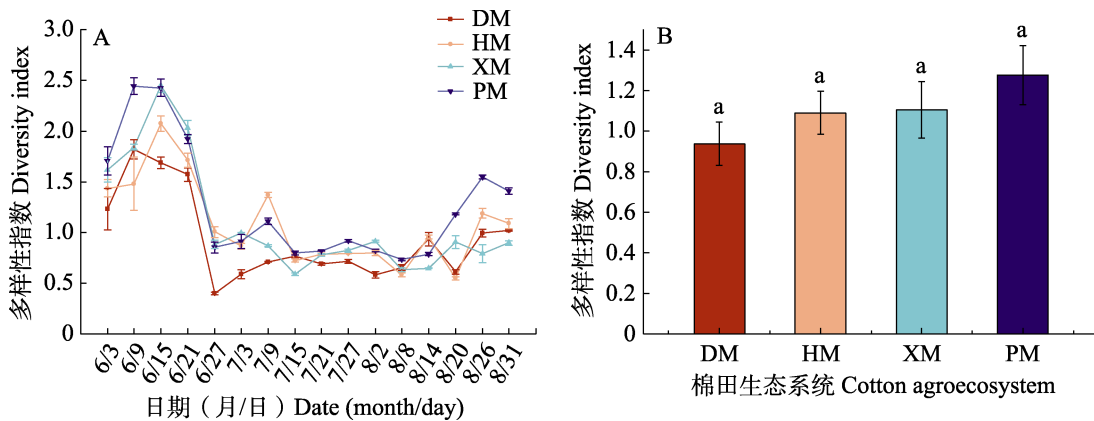 A
DM
HM
XM
PM
多样性指数 Diversity index
3.0
2.5
2.0
1.5
1.0
0.5
0
6/3
6/9
6/15
6/21
6/27
7/3
7/9
7/15
7/21
7/27
8/2
8/8
8/14
8/20
8/26
8/31
日期（月/日）Date (month/day)
B
多样性指数 Diversity index
1.4
1.2
1.0
0.8
0.6
0.4
0.2
0
a
a
a
a
DM
HM
XM
PM
棉田生态系统 Cotton agroecosystem